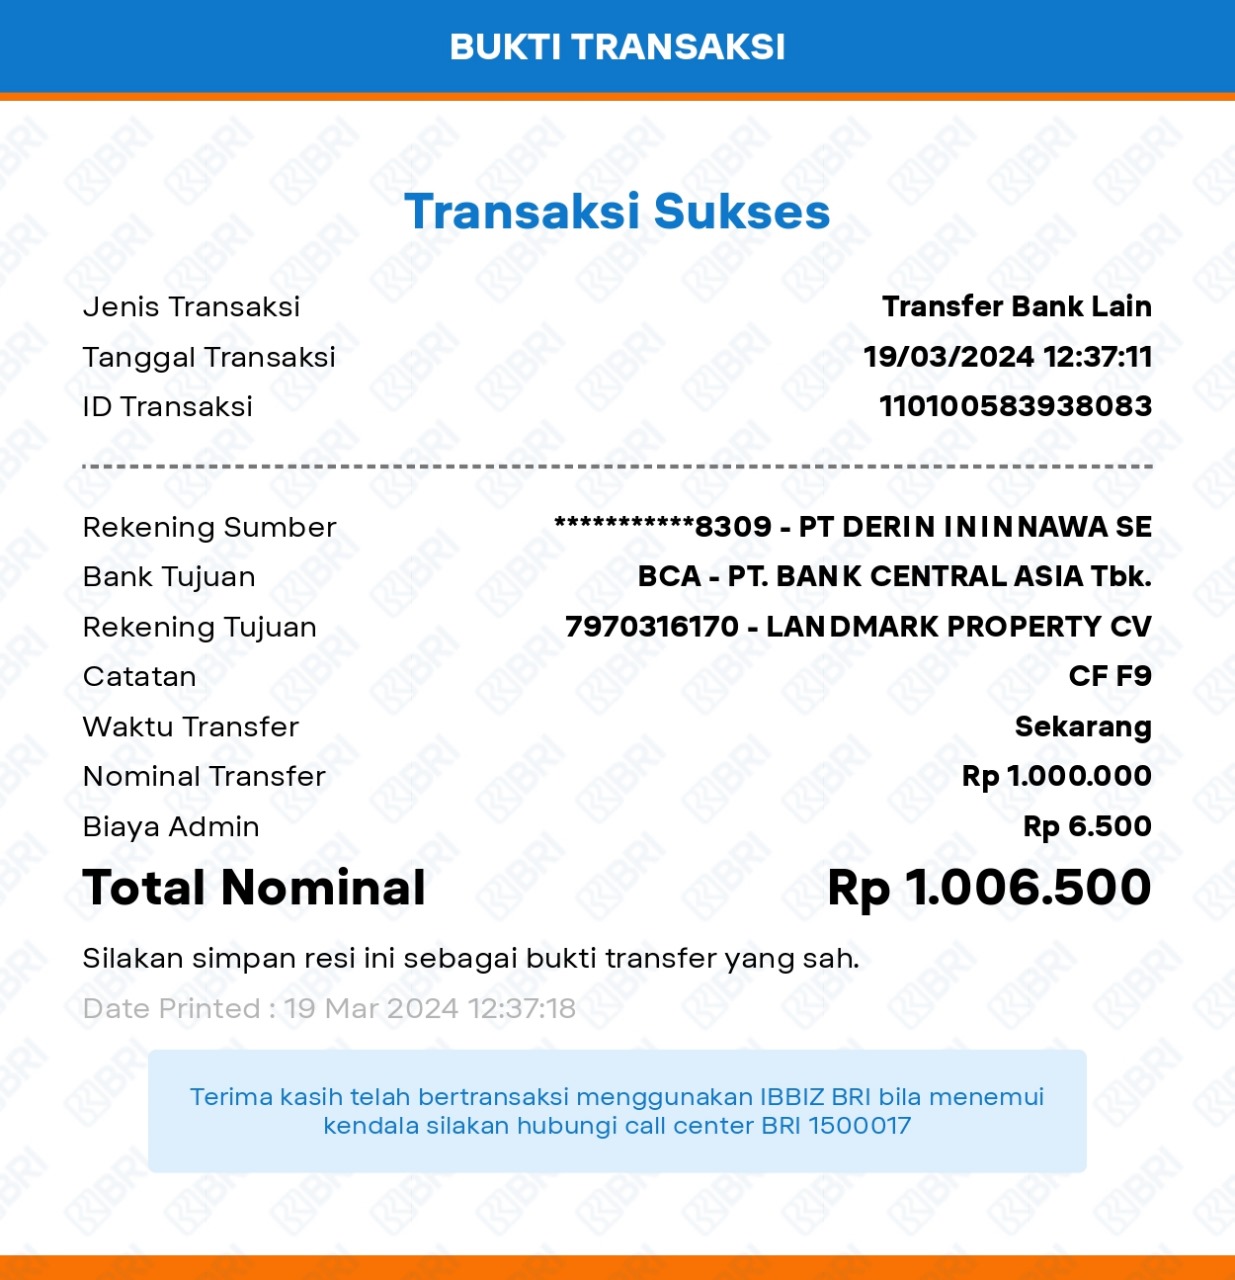 BUKTI TRANSAKSI
Transaksi Sukses
Jenis Transaksi Transfer Bank Lain
Tanggal Transaksi 19/03/2024 12:37:11
ID Transaksi 110100583938083
Rekening Sumber ***********8309 - PT DERIN ININNAWA SE
Bank Tujuan BCA - PT. BANK CENTRAL ASIA Tbk.
Rekening Tujuan 7970316170 - LANDMARK PROPERTY CV
Catatan CF F9
Waktu Transfer Sekarang
Nominal Transfer Rp 1.000.000
Biaya Admin Rp 6.500
Total Nominal Rp 1.006.500
Silakan simpan resi ini sebagai bukti transfer yang sah.
Date Printed : 19 Mar 2024 12:37:18
Terima kasih telah bertransaksi menggunakan IBBIZ BRI bila menemui
kendala silakan hubungi call center BRI 1500017